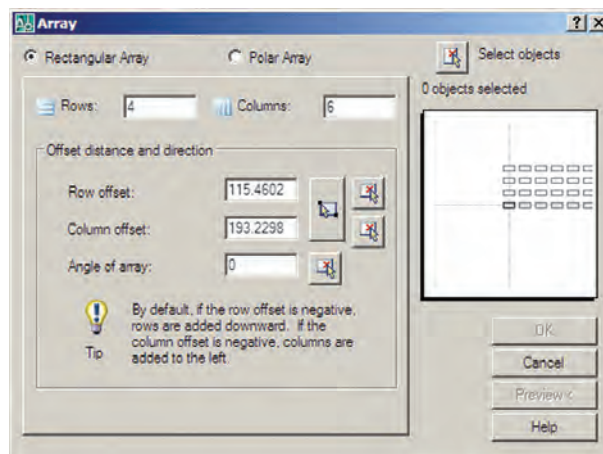 Array
Rectangular Array
Polar Array
Select objects
0 objects selected
Rows:
4
Columns:
6
Offset distance and direction
Row offset:
115.4602
Column offset:
193.2298
Angle of array:
0
Tip
By default, if the row offset is negative,
rows are added downward. If the
column offset is negative, columns are
added to the left.
OK
Cancel
Preview <
Help